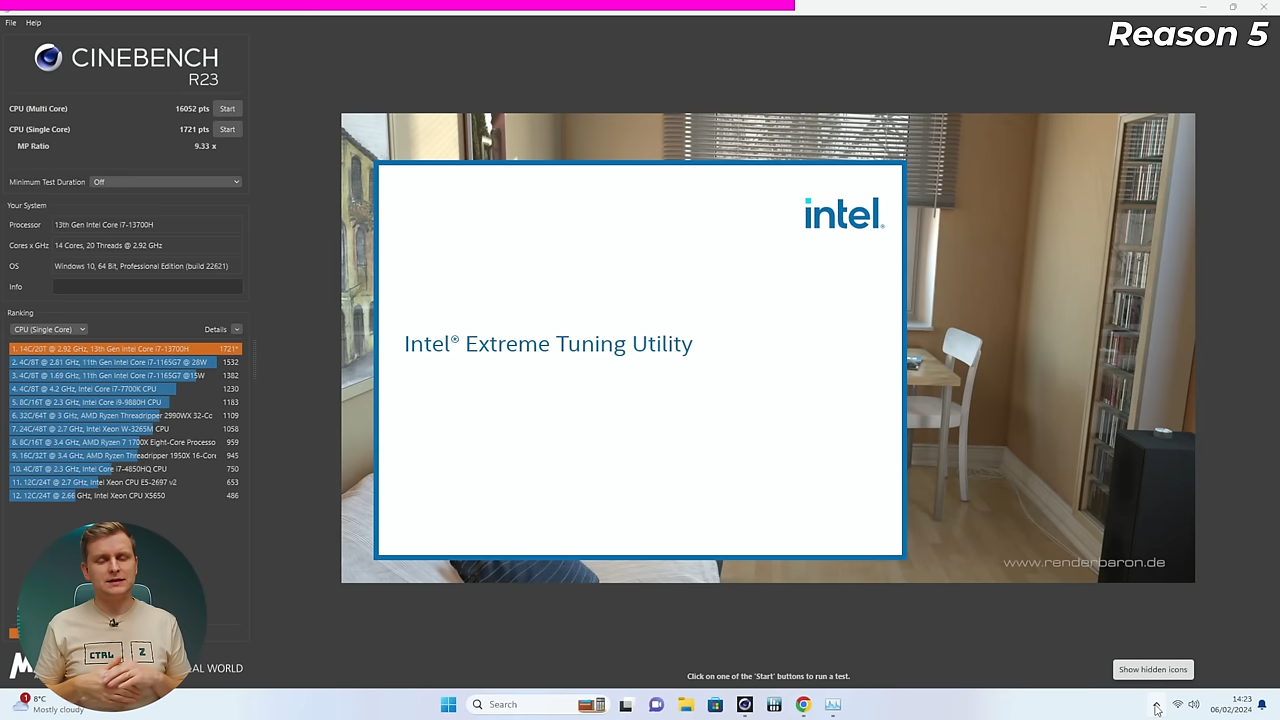 Reason 5
File Help
CINEBENCH
R23
CPU (Multi Core) 16052 pts Start
CPU (Single Core) 1721 pts Start
MP Ratio x
Minimum Test Duration Off
Your System
Processor 13th Gen Intel Core i7-13700H
Cores x GHz 14 Cores, 20 Threads @ 2.92 GHz
OS Windows 10, 64 Bit, Professional Edition (build 22621)
Info
Ranking
CPU (Single Core) Details
1. 14C/20T @ 2.92 GHz, 13th Gen Intel Core i7-13700H 1721*
2. 4C/8T @ 2.81 GHz, 11th Gen Intel Core i7-1165G7 @ 28W 1532
3. 4C/8T @ 1.69 GHz, 11th Gen Intel Core i7-1165G7 @15W 1382
4. 4C/8T @ 4.2 GHz, Intel Core i7-7700K CPU 1230
5. 8C/16T @ 2.3 GHz, Intel Core i9-9880H CPU 1183
6. 32C/64T @ 3 GHz, AMD Ryzen Threadripper 2990WX 32-Co 1109
7. 24C/48T @ 2.7 GHz, Intel Xeon W-3265M CPU 1058
8. 8C/16T @ 3.4 GHz, AMD Ryzen 7 1700X Eight-Core Processo 959
9. 16C/32T @ 3.4 GHz, AMD Ryzen Threadripper 1950X 16-Core 945
10. 4C/8T @ 2.3 GHz, Intel Core i7-4850HQ CPU 750
11. 12C/24T @ 2.7 GHz, Intel Xeon CPU E5-2697 v2 653
12. 12C/24T @ 2.66 GHz, Intel Xeon CPU X5650 486
intel.
Intel® Extreme Tuning Utility
www.renderbaron.de
CTRL Z
AL WORLD
Click on one of the 'Start' buttons to run a test.
Show hidden icons
1
8°C
Mostly cloudy
Search
14:23
06/02/2024